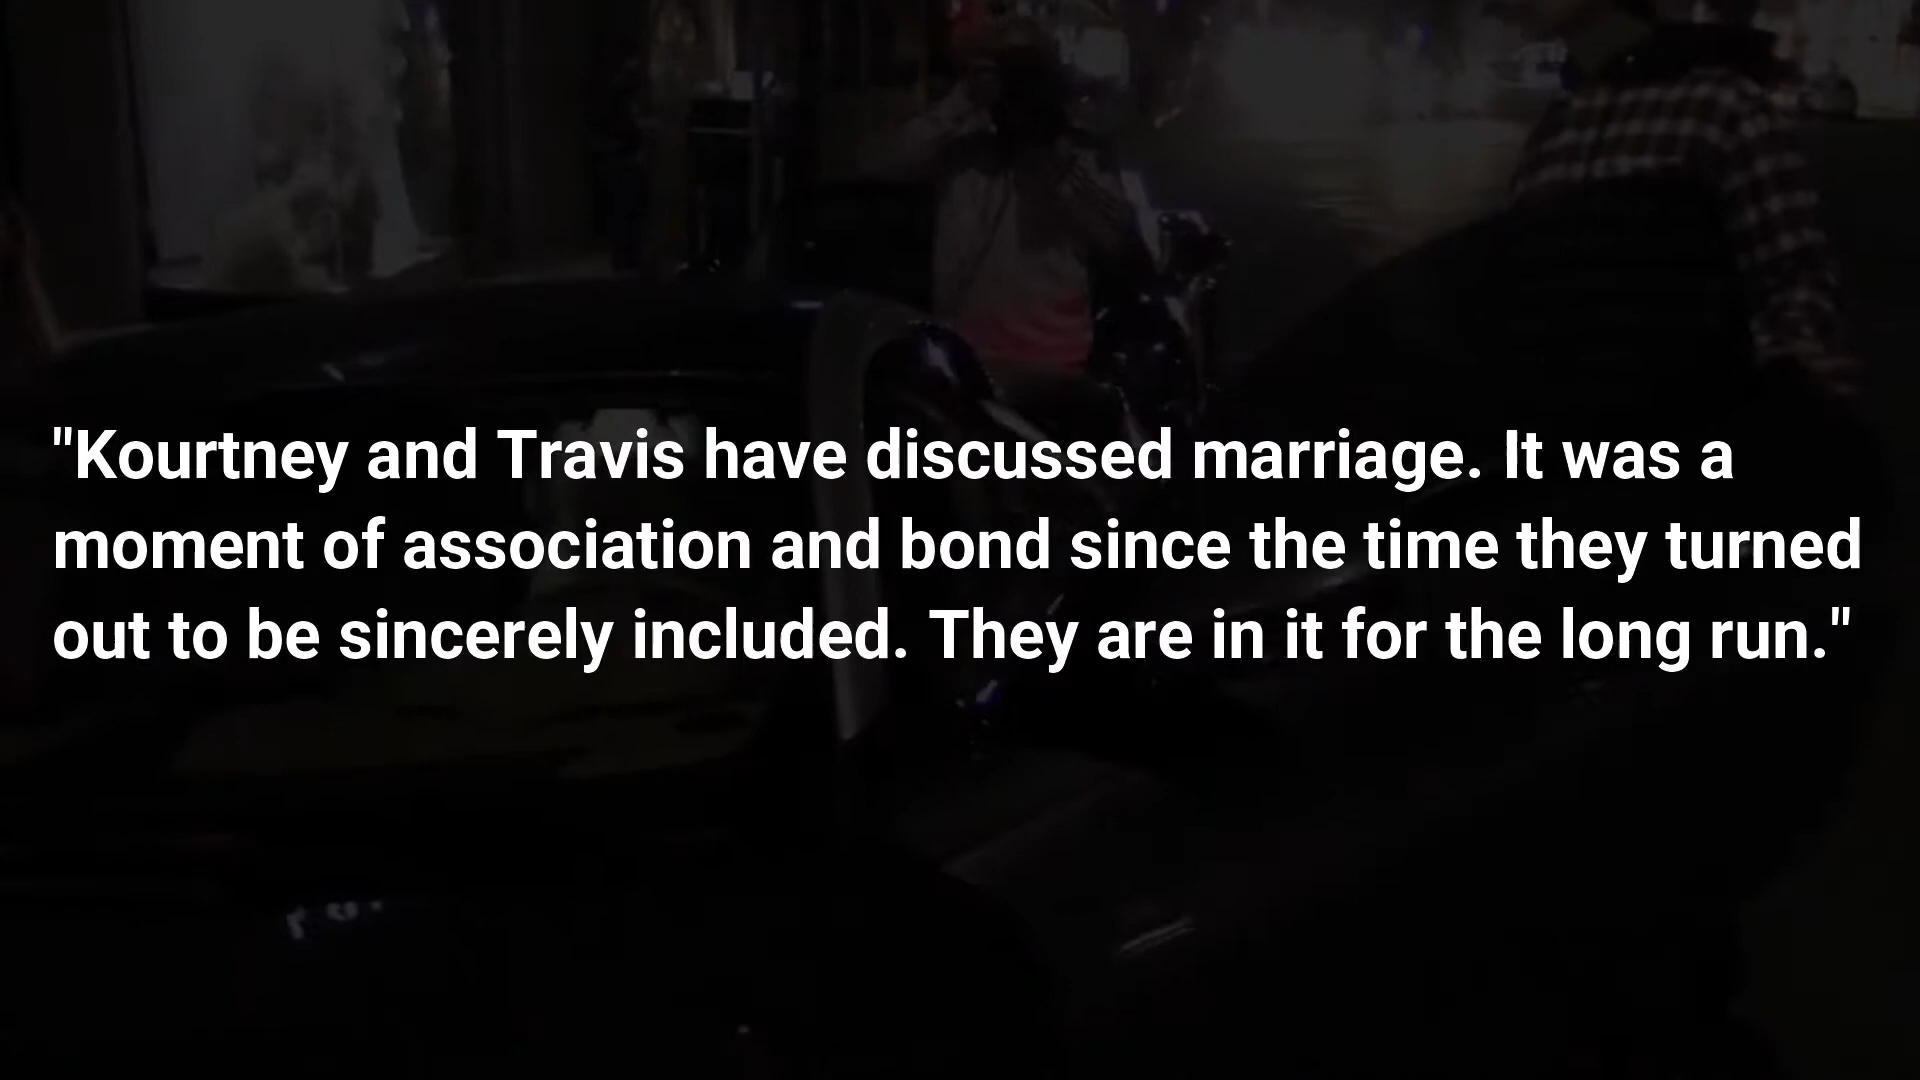 "Kourtney and Travis have discussed marriage. It was a
moment of association and bond since the time they turned
out to be sincerely included. They are in it for the long run."